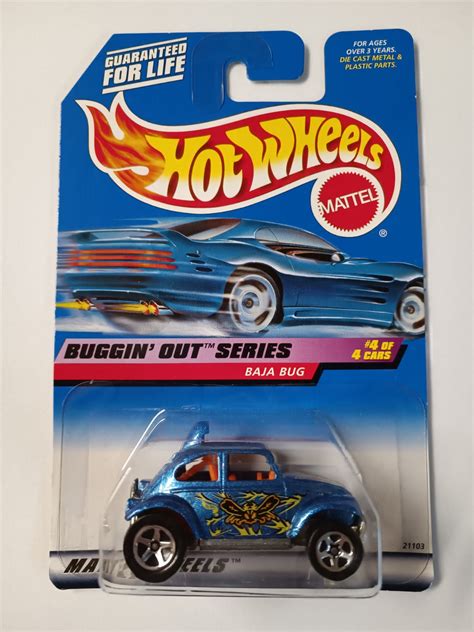 GUARANTEED
FOR LIFE
FOR AGES
OVER 3 YEARS.
DIE CAST METAL &
PLASTIC PARTS.
HOT WHEELS
MATTEL
®
BUGGIN' OUT™ SERIES
BAJA BUG
#4 OF
4 CARS
21103